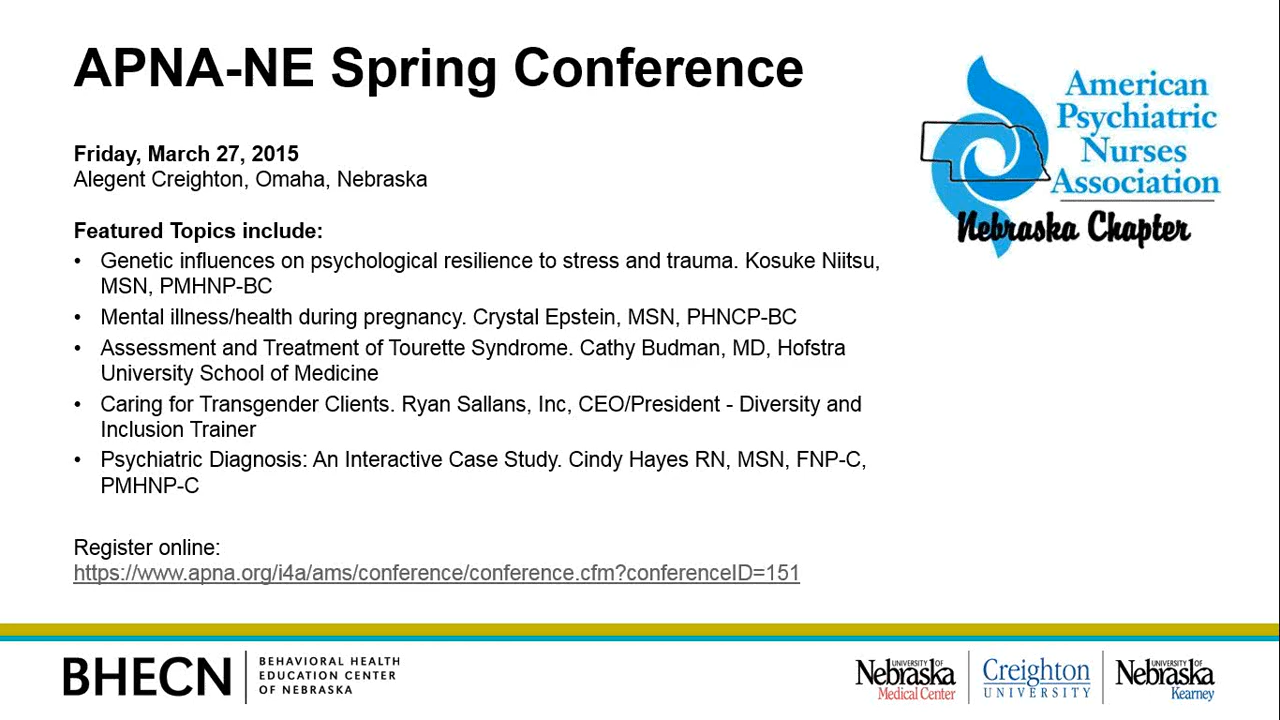 APNA-NE Spring Conference
American
Psychiatric
Nurses
Association
Nebraska Chapter
Friday, March 27, 2015
Alegent Creighton, Omaha, Nebraska
Featured Topics include:
• Genetic influences on psychological resilience to stress and trauma. Kosuke Niitsu,
MSN, PMHNP-BC
• Mental illness/health during pregnancy. Crystal Epstein, MSN, PHNCP-BC
• Assessment and Treatment of Tourette Syndrome. Cathy Budman, MD, Hofstra
University School of Medicine
• Caring for Transgender Clients. Ryan Sallans, Inc, CEO/President - Diversity and
Inclusion Trainer
• Psychiatric Diagnosis: An Interactive Case Study. Cindy Hayes RN, MSN, FNP-C,
PMHNP-C
Register online:
https://www.apna.org/i4a/ams/conference/conference.cfm?conferenceID=151
BHECN
BEHAVIORAL HEALTH
EDUCATION CENTER
OF NEBRASKA
UNIVERSITY OF
Nebraska
Medical Center
Creighton
UNIVERSITY
UNIVERSITY OF
Nebraska
Kearney